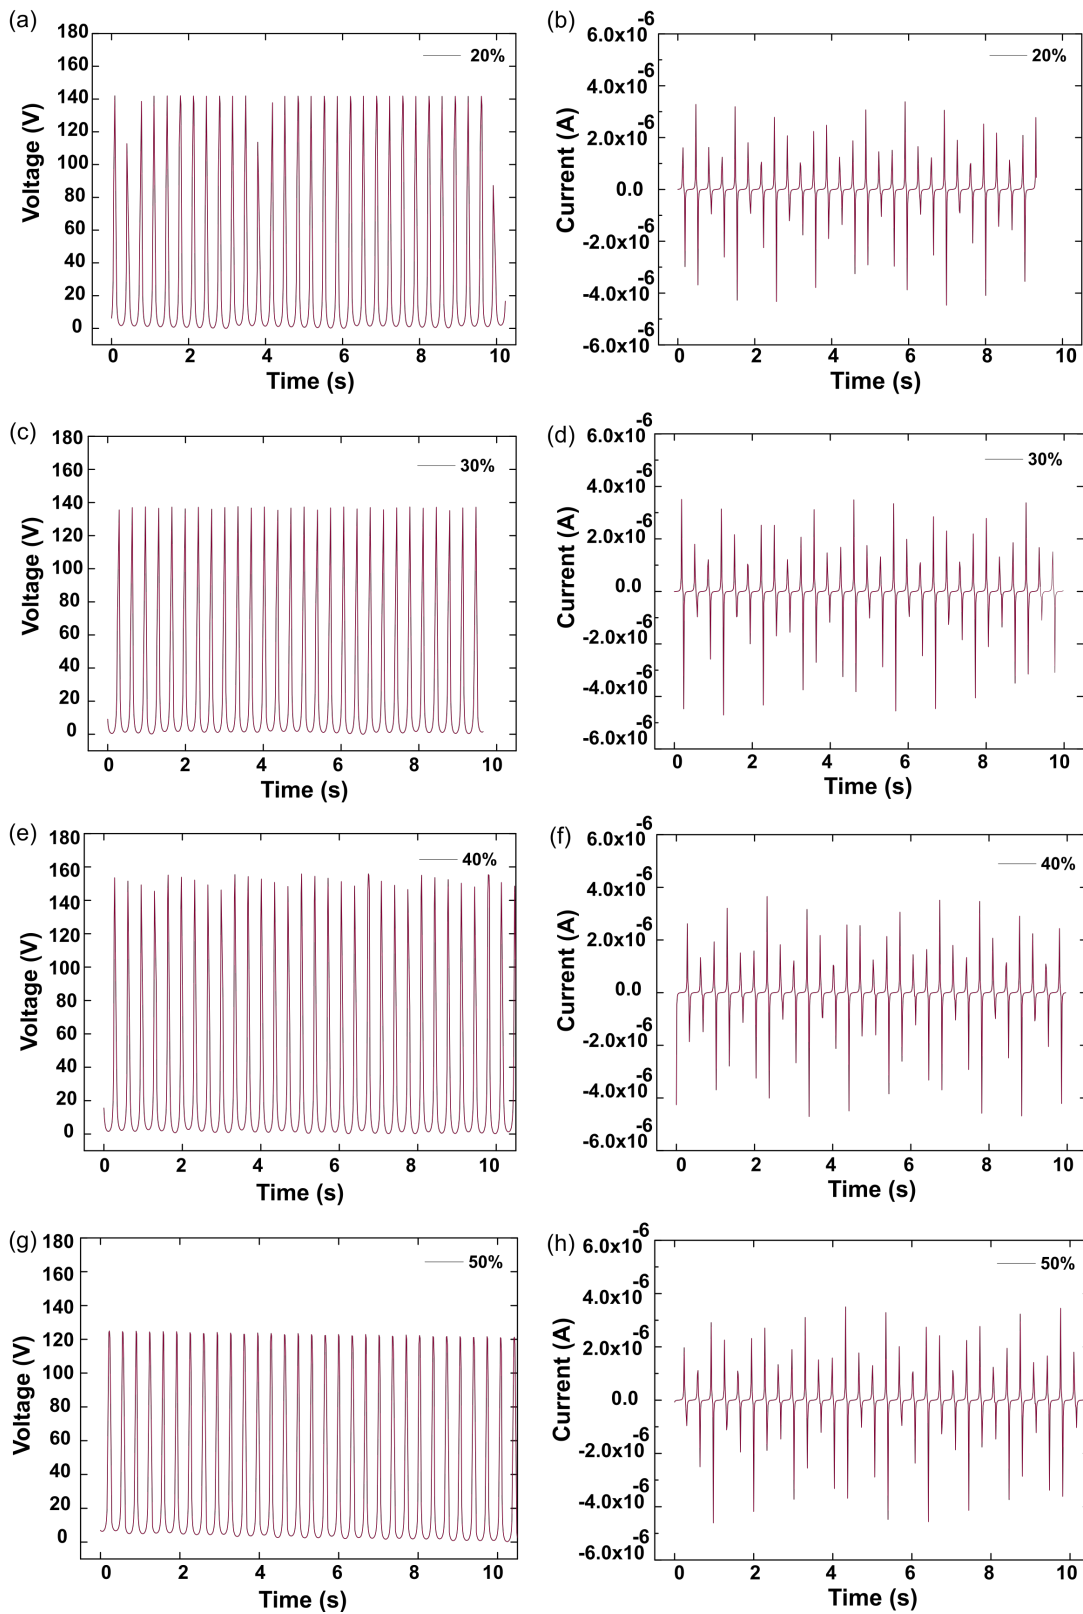 (a)
180
160
140
120
100
80
60
40
20
0
Voltage (V)
20%
0 2 4 6 8 10
Time (s)
(b)
6.0x10-6
4.0x10-6
2.0x10-6
0.0
-2.0x10-6
-4.0x10-6
-6.0x10-6
Current (A)
20%
0 2 4 6 8 10
Time (s)
(c)
180
160
140
120
100
80
60
40
20
0
Voltage (V)
30%
0 2 4 6 8 10
Time (s)
(d)
6.0x10-6
4.0x10-6
2.0x10-6
0.0
-2.0x10-6
-4.0x10-6
-6.0x10-6
Current (A)
30%
0 2 4 6 8 10
Time (s)
(e)
180
160
140
120
100
80
60
40
20
0
Voltage (V)
40%
0 2 4 6 8 10
Time (s)
(f)
6.0x10-6
4.0x10-6
2.0x10-6
0.0
-2.0x10-6
-4.0x10-6
-6.0x10-6
Current (A)
40%
0 2 4 6 8 10
Time (s)
(g)
180
160
140
120
100
80
60
40
20
0
Voltage (V)
50%
0 2 4 6 8 10
Time (s)
(h)
6.0x10-6
4.0x10-6
2.0x10-6
0.0
-2.0x10-6
-4.0x10-6
-6.0x10-6
Current (A)
50%
0 2 4 6 8 10
Time (s)